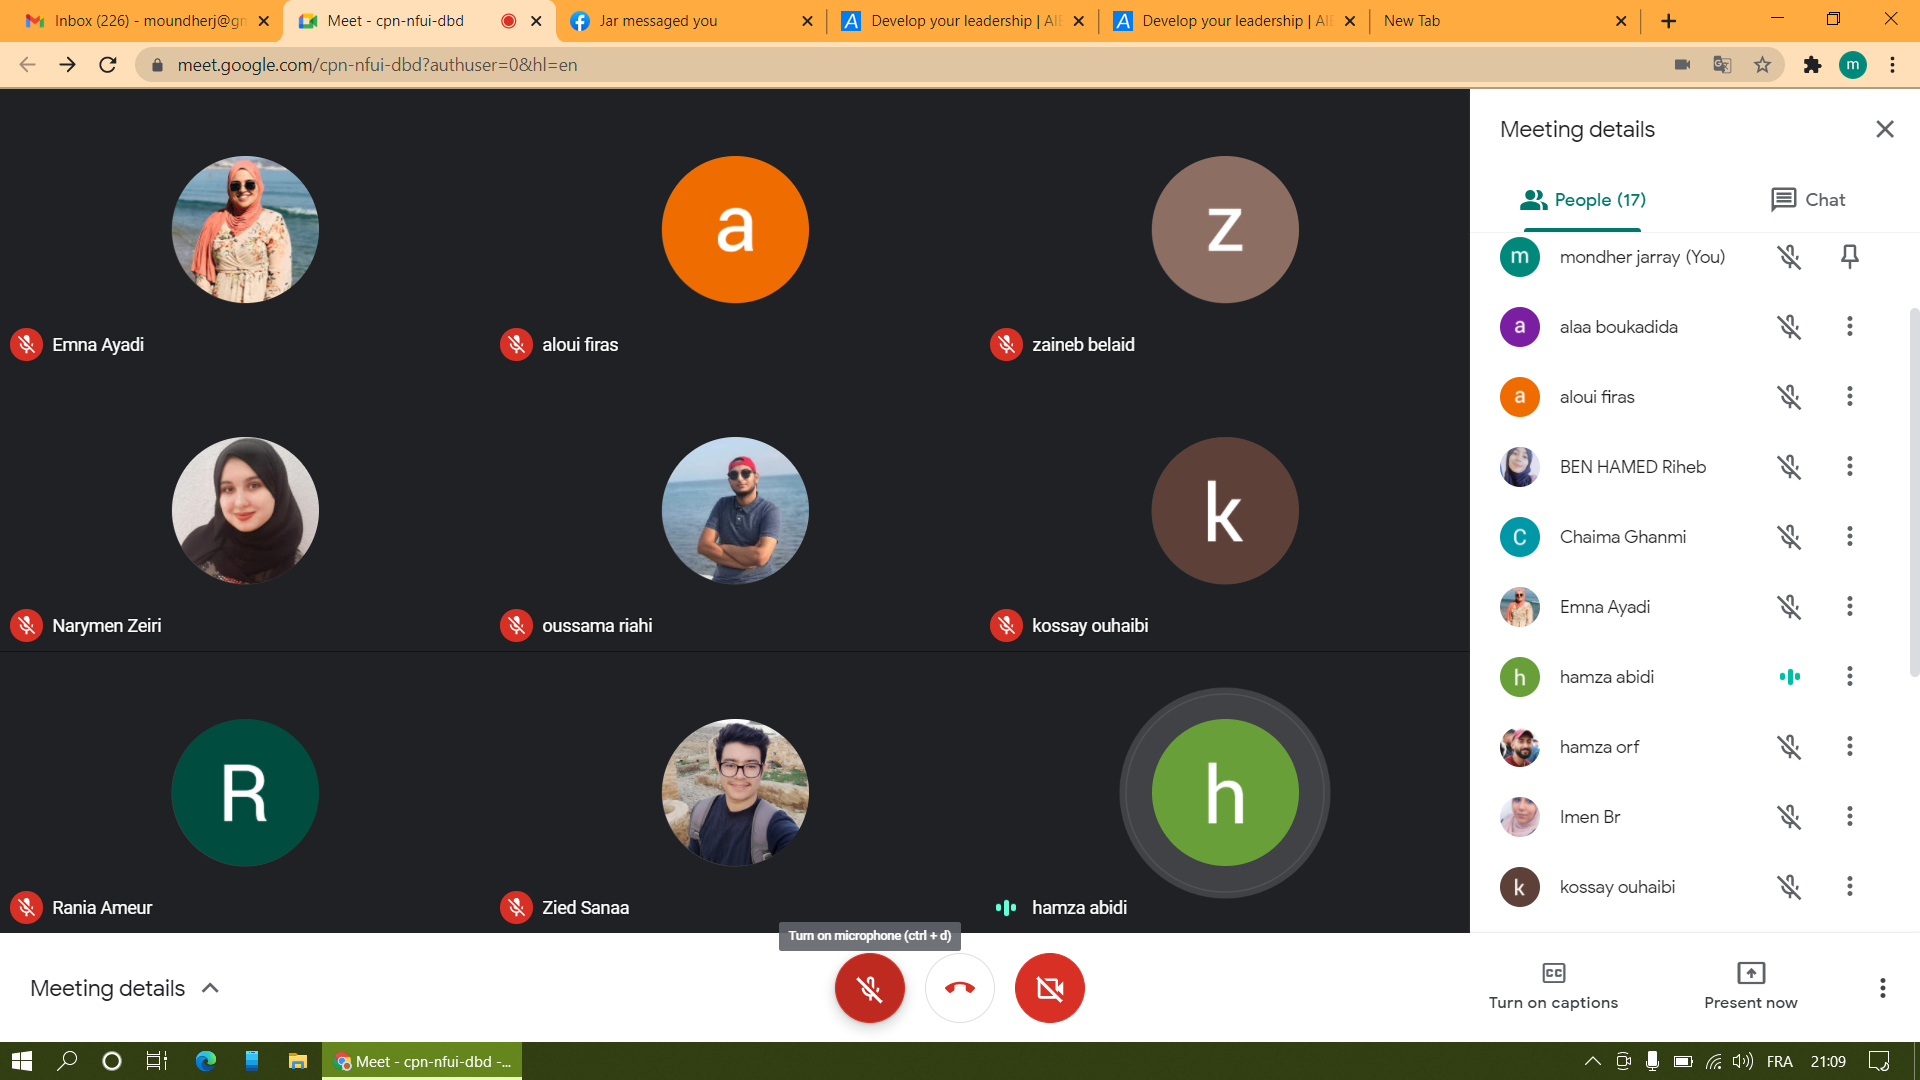 Inbox (226) - moundherj@gm
Meet - cpn-nfui-dbd
Jar messaged you
Develop your leadership | AIE
Develop your leadership | AIE
New Tab
meet.google.com/cpn-nfui-dbd?authuser=0&hl=en
m
a
z
Emna Ayadi
aloui firas
zaineb belaid
k
Narymen Zeiri
oussama riahi
kossay ouhaibi
R
h
Rania Ameur
Zied Sanaa
hamza abidi
Turn on microphone (ctrl + d)
Meeting details
People (17)
Chat
m
mondher jarray (You)
a
alaa boukadida
a
aloui firas
BEN HAMED Riheb
C
Chaima Ghanmi
Emna Ayadi
h
hamza abidi
hamza orf
Imen Br
k
kossay ouhaibi
Meeting details
CC
Turn on captions
Present now
Meet - cpn-nfui-dbd -...
FRA
21:09